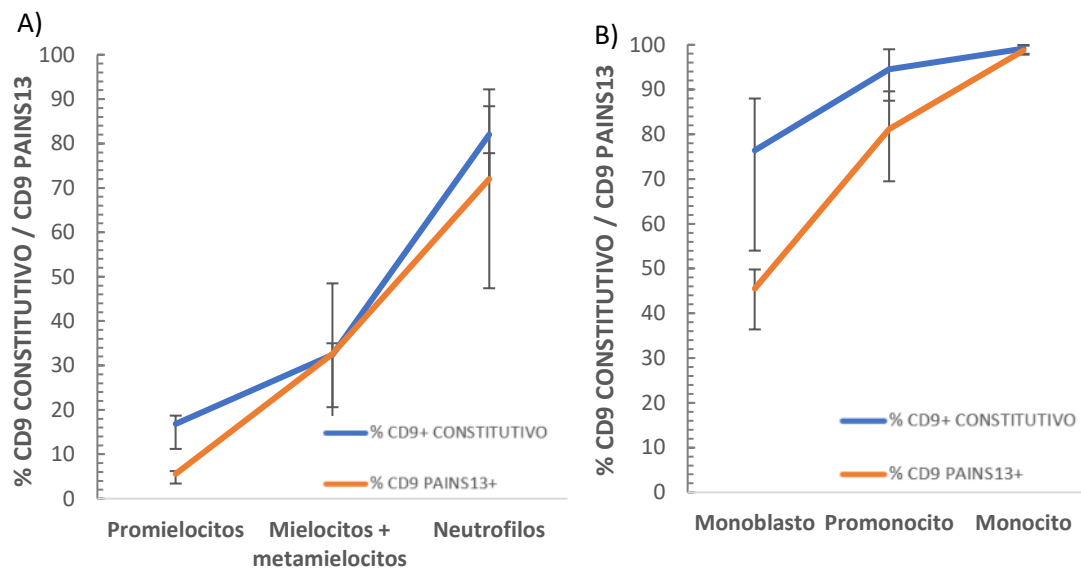 A)
% CD9 CONSTITUTIVO / CD9 PAINS13
100
90
80
70
60
50
40
30
20
10
0
% CD9+ CONSTITUTIVO
% CD9 PAINS13+
Promielocitos
Mielocitos +
metamielocitos
Neutrofilos
B)
% CD9 CONSTITUTIVO / CD9 PAINS13
100
90
80
70
60
50
40
30
20
10
0
% CD9+ CONSTITUTIVO
% CD9 PAINS13+
Monoblasto
Promonocito
Monocito